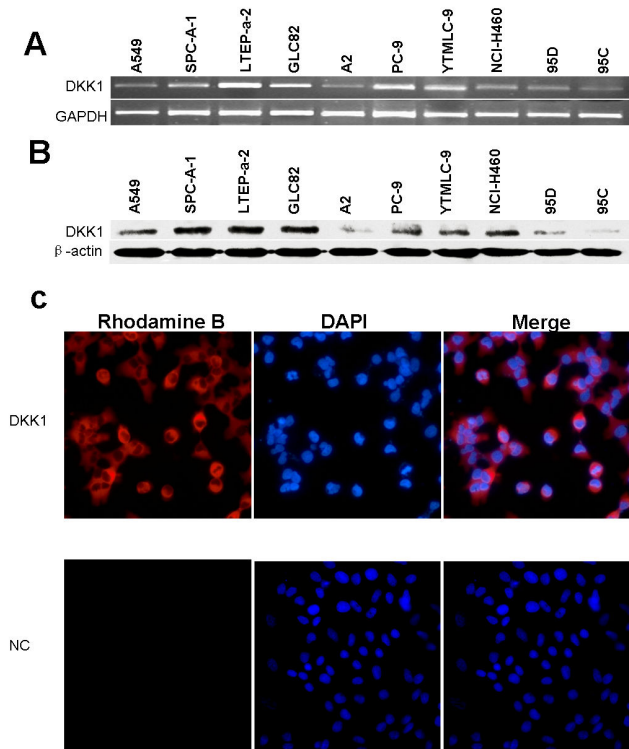 A
A549 SPC-A-1 LTEP-a-2 GLC82 A2 PC-9 YTMLC-9 NCI-H460 95D 95C
DKK1
GAPDH
B
A549 SPC-A-1 LTEP-a-2 GLC82 A2 PC-9 YTMLC-9 NCI-H460 95D 95C
DKK1
β-actin
C
Rhodamine B DAPI Merge
DKK1
NC